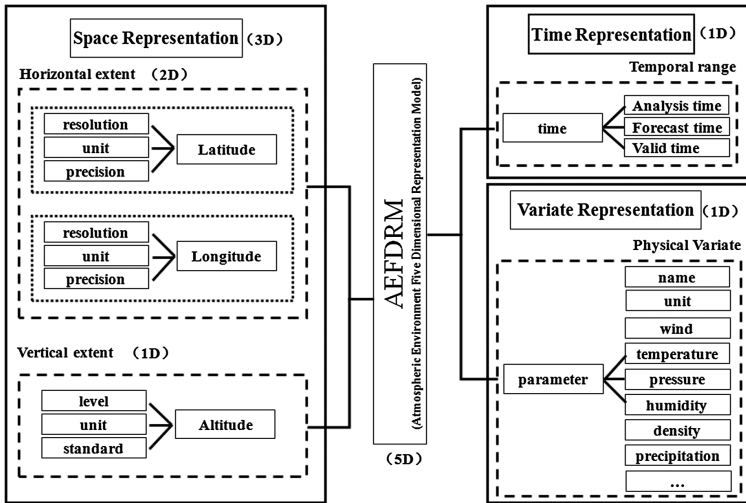 Space Representation (3D)
Horizontal extent (2D)
resolution
unit
precision
Latitude
resolution
unit
precision
Longitude
Vertical extent (1D)
level
unit
standard
Altitude
AEFDRM
(Atmospheric Environment Five Dimensional Representation Model)
(5D)
Time Representation (1D)
Temporal range
time
Analysis time
Forecast time
Valid time
Variate Representation (1D)
Physical Variate
parameter
name
unit
wind
temperature
pressure
humidity
density
precipitation
...